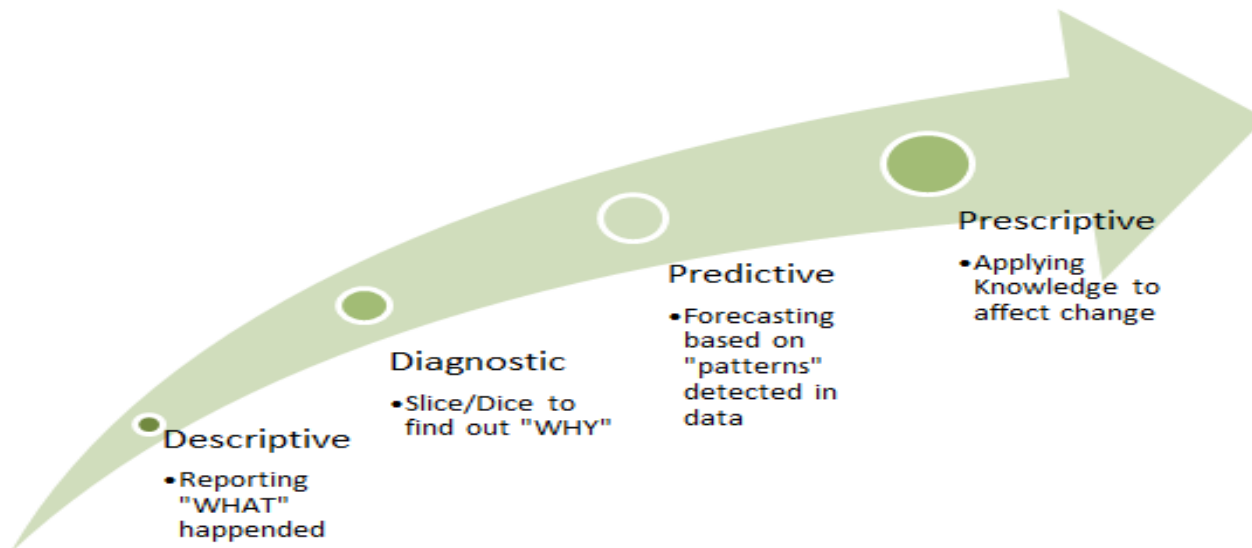 Descriptive
•Reporting
"WHAT"
happended
Diagnostic
•Slice/Dice to
find out "WHY"
Predictive
•Forecasting
based on
"patterns"
detected in
data
Prescriptive
•Applying
Knowledge to
affect change